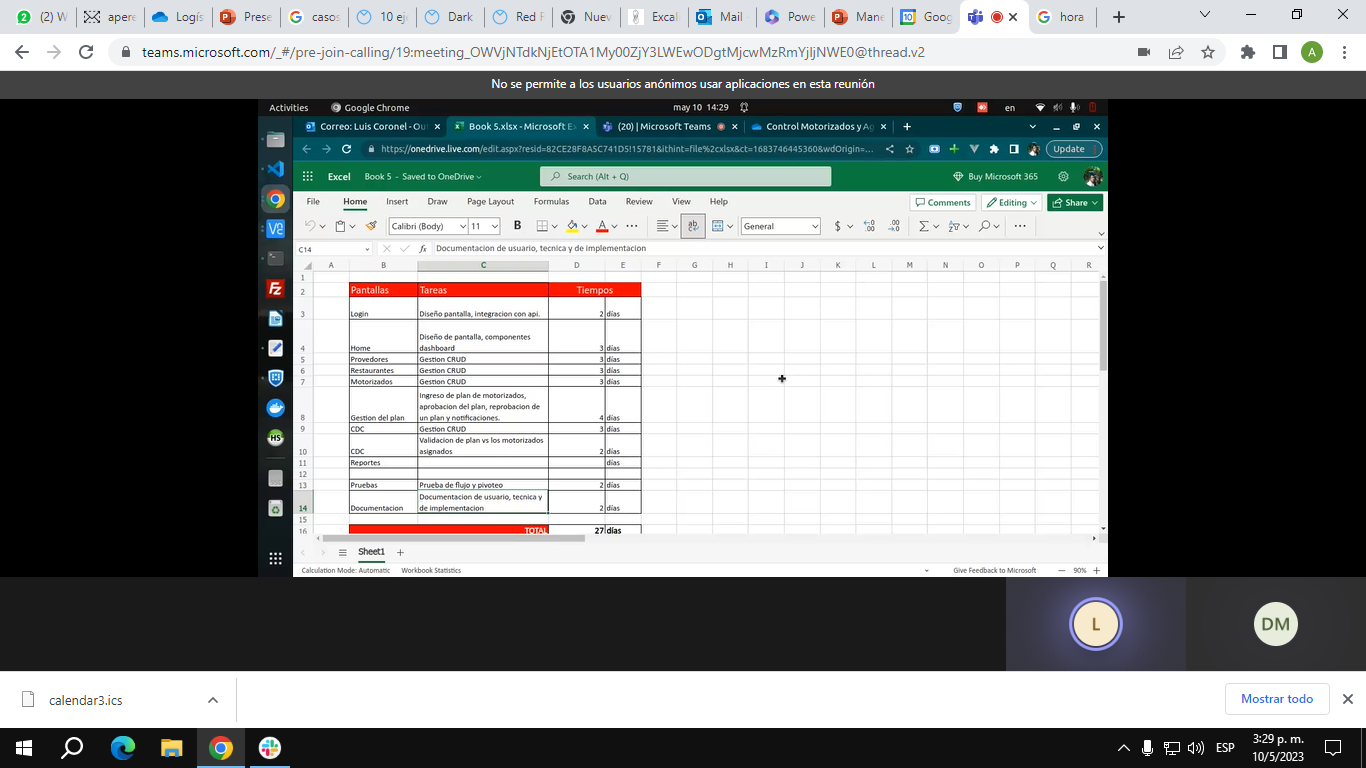 (2) W
apere
Logís
Prese
casos
10 eje
Dark
Red F
Nuev
Excali
Mail -
Powe
Mane
Goog
hora
teams.microsoft.com/_#/pre-join-calling/19:meeting_OWVjNTdkNjEtOTA1My00ZjY3LWEwODgtMjcwMzRmYjljNWE0@thread.v2
A
No se permite a los usuarios anónimos usar aplicaciones en esta reunión
Activities Google Chrome may 10 14:29 en
Correo: Luis Coronel - Ou
Book 5.xlsx - Microsoft Ex
(20) | Microsoft Teams
Control Motorizados y Ag
https://onedrive.live.com/edit.aspx?resid=82CE28F8A5C741D5!15781&ithint=file%2cxlsx&ct=1683746445360&wdOrigin=... Update
Excel Book 5 - Saved to OneDrive Search (Alt + Q) Buy Microsoft 365
File Home Insert Draw Page Layout Formulas Data Review View Help Comments Editing Share
Calibri (Body) 11 B A ab General $ .00
C14 fx Documentacion de usuario, tecnica y de implementacion
A B C D E F G H I J K L M N O P Q R
1
2 Pantallas Tareas Tiempos
3 Login Diseño pantalla, integracion con api. 2 días
Diseño de pantalla, componentes
4 Home dashboard 3 días
5 Provedores Gestion CRUD 3 días
6 Restaurantes Gestion CRUD 3 días
7 Motorizados Gestion CRUD 3 días
Ingreso de plan de motorizados,
aprobacion del plan, reprobacion de
8 Gestion del plan un plan y notificaciones. 4 días
9 CDC Gestion CRUD 3 días
Validacion de plan vs los motorizados
10 CDC asignados 2 días
11 Reportes días
12
13 Pruebas Prueba de flujo y pivoteo 2 días
Documentacion de usuario, tecnica y
14 Documentacion de implementacion 2 días
15
16 TOTAL 27 días
Sheet1
Calculation Mode: Automatic Workbook Statistics Give Feedback to Microsoft 90%
L
DM
calendar3.ics
Mostrar todo
ESP
3:29 p. m.
10/5/2023